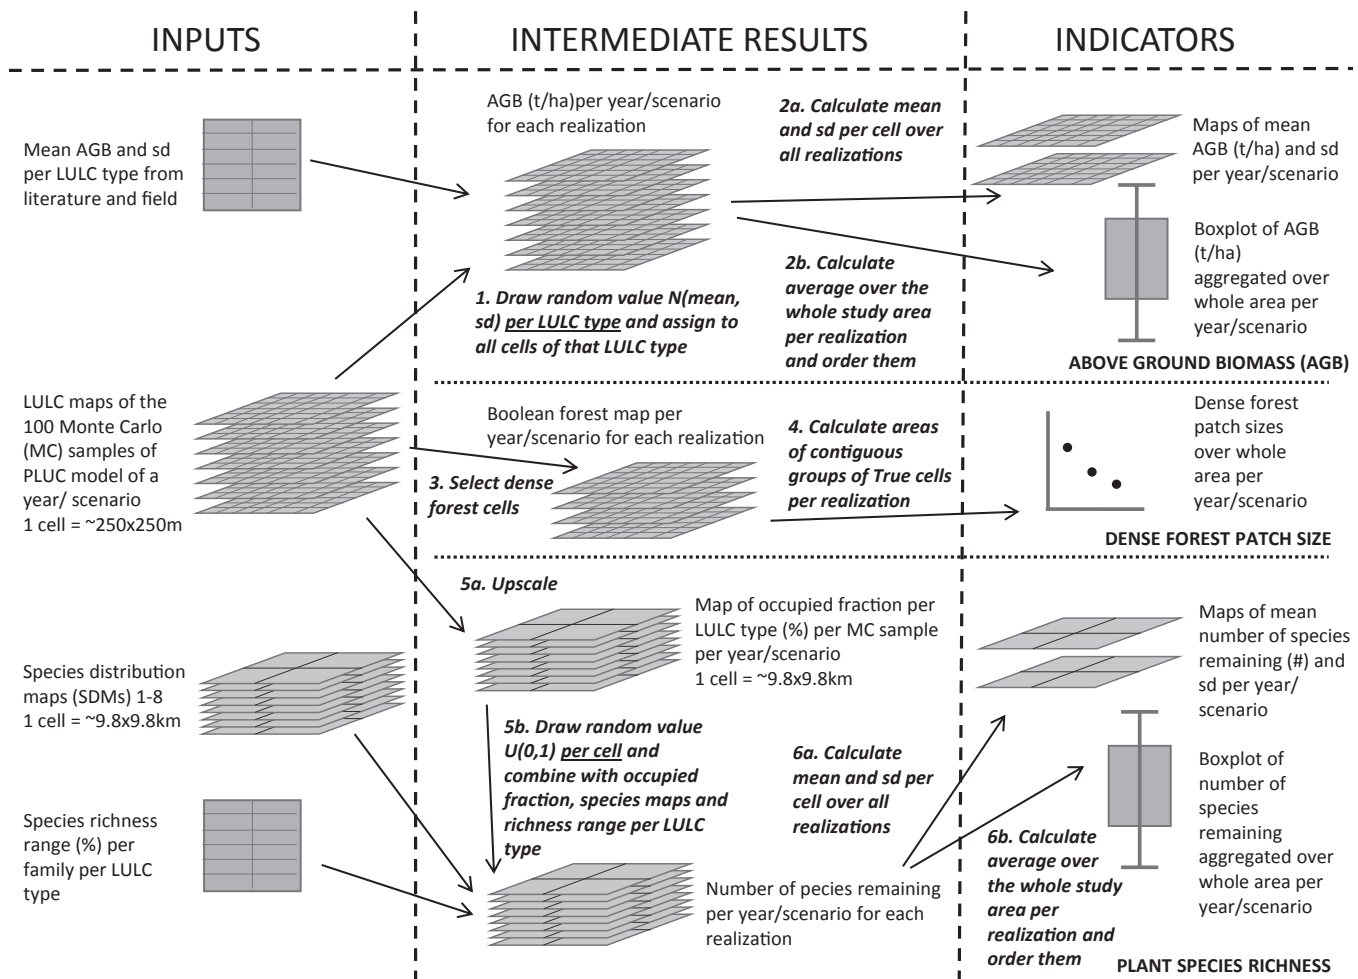 INPUTS
INTERMEDIATE RESULTS
INDICATORS
Mean AGB and sd
per LULC type from
literature and field
AGB (t/ha)per year/scenario
for each realization
2a. Calculate mean
and sd per cell over
all realizations
Maps of mean
AGB (t/ha) and sd
per year/scenario
1. Draw random value N(mean,
sd) per LULC type and assign to
all cells of that LULC type
2b. Calculate
average over the
whole study area
per realization
and order them
Boxplot of AGB
(t/ha)
aggregated over
whole area per
year/scenario
ABOVE GROUND BIOMASS (AGB)
LULC maps of the
100 Monte Carlo
(MC) samples of
PLUC model of a
year/ scenario
1 cell = ~250x250m
Boolean forest map per
year/scenario for each realization
3. Select dense
forest cells
4. Calculate areas
of contiguous
groups of True cells
per realization
Dense forest
patch sizes
over whole
area per
year/scenario
DENSE FOREST PATCH SIZE
5a. Upscale
Map of occupied fraction per
LULC type (%) per MC sample
per year/scenario
1 cell = ~9.8x9.8km
Maps of mean
number of species
remaining (#) and
sd per year/
scenario
Species distribution
maps (SDMs) 1-8
1 cell = ~9.8x9.8km
5b. Draw random value
U(0,1) per cell and
combine with occupied
fraction, species maps and
richness range per LULC
type
6a. Calculate
mean and sd per
cell over all
realizations
Boxplot of
number of
species
remaining
aggregated over
whole area per
year/scenario
Species richness
range (%) per
family per LULC
type
6b. Calculate
average over
the whole study
area per
realization and
order them
Number of pecies remaining
per year/scenario for each
realization
PLANT SPECIES RICHNESS